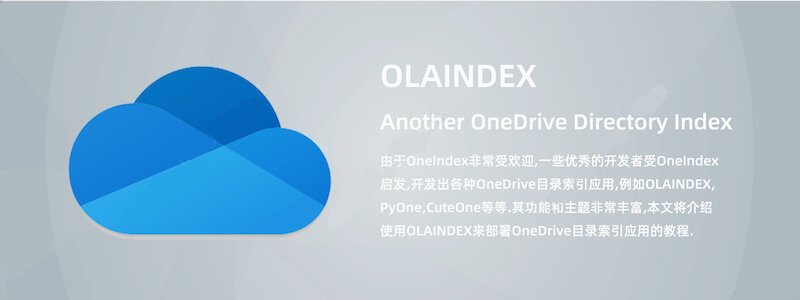 OLAINDEX
Another OneDrive Directory Index
由于OneIndex非常受欢迎,一些优秀的开发者受OneIndex
启发,开发出各种OneDrive目录索引应用,例如OLAINDEX,
PyOne,CuteOne等等.其功能和主题非常丰富,本文将介绍
使用OLAINDEX来部署OneDrive目录索引应用的教程.